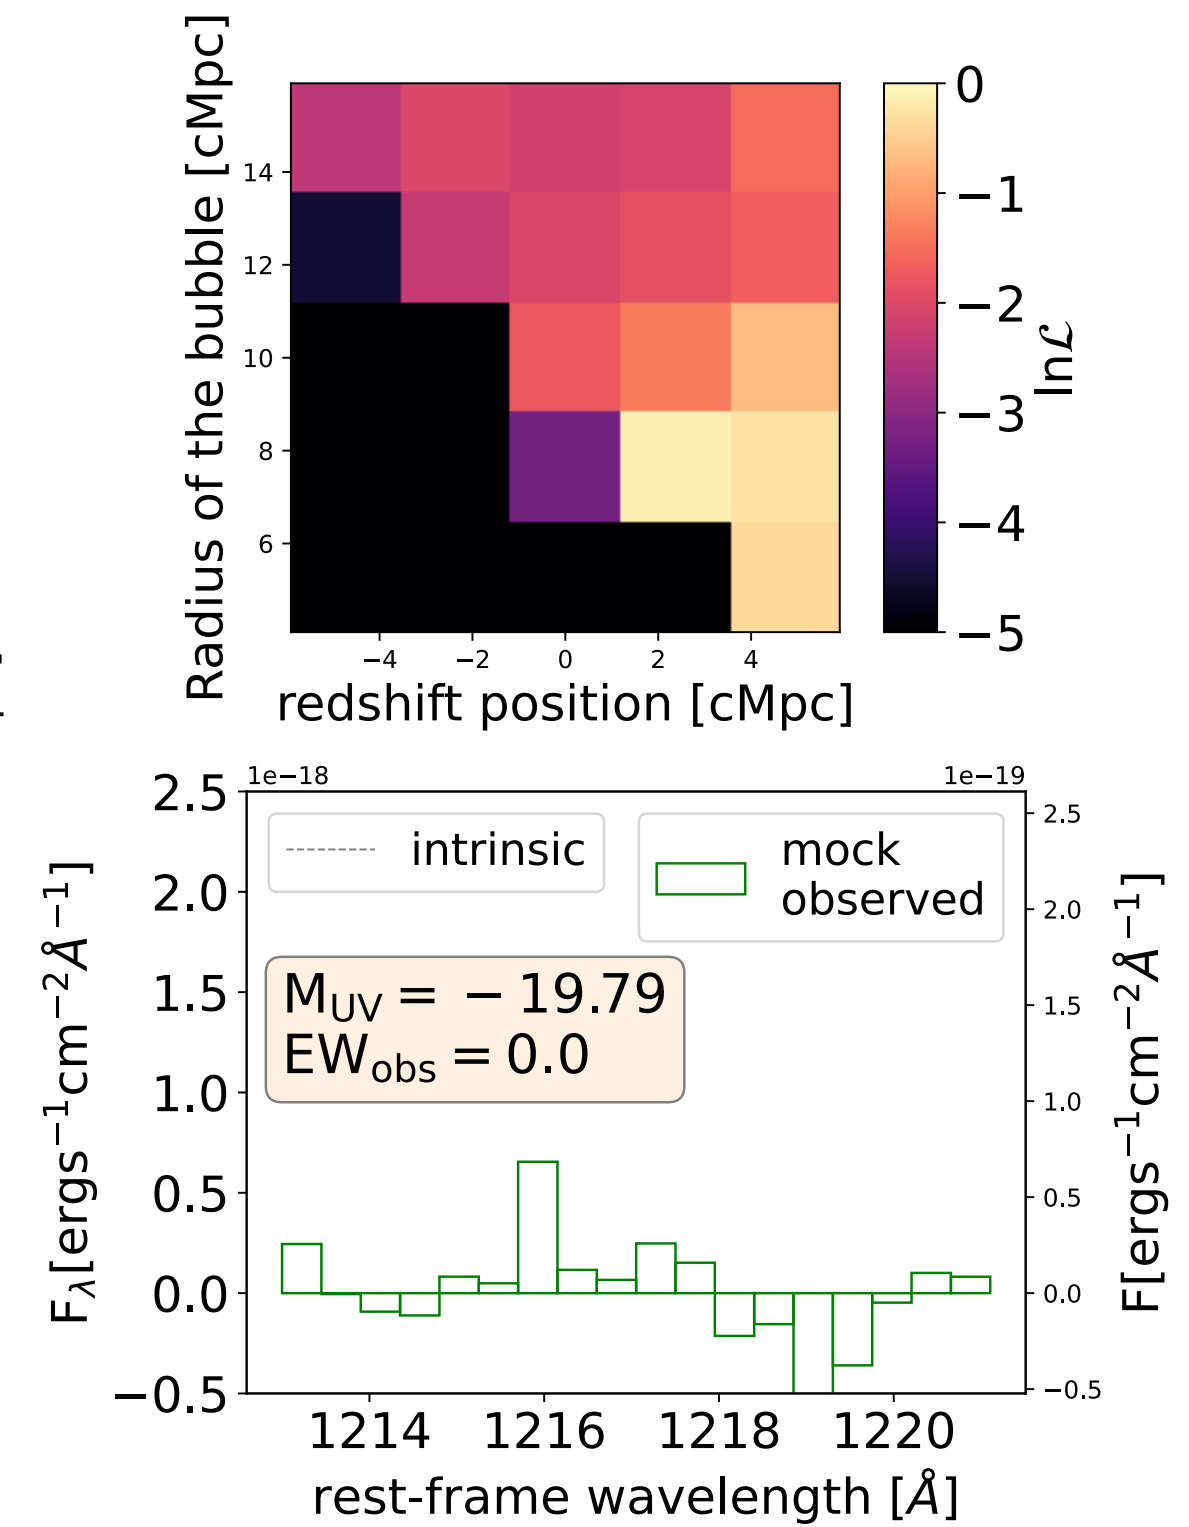 Radius of the bubble [cMpc]
14
12
10
8
6
−4
−2
0
2
4
redshift position [cMpc]
0
−1
−2
−3
−4
−5
lnℒ
1e−18
1e−19
2.5
2.0
1.5
1.0
0.5
0.0
−0.5
F_λ[ergs⁻¹cm⁻²Å⁻¹]
intrinsic
mock
observed
M_UV = − 19.79
EW_obs = 0.0
2.5
2.0
1.5
1.0
0.5
0.0
−0.5
F[ergs⁻¹cm⁻²Å⁻¹]
1214
1216
1218
1220
rest-frame wavelength [Å]